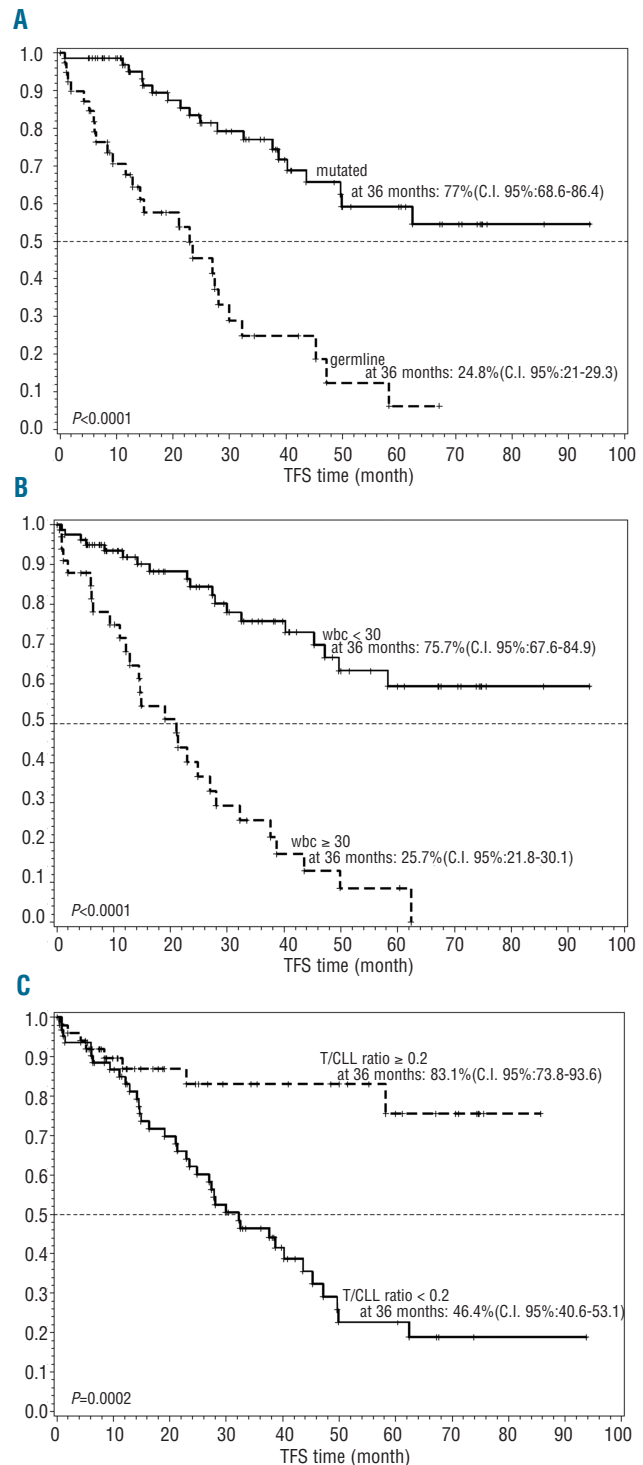 A
1.0
0.9
0.8
0.7
0.6
0.5
0.4
0.3
0.2
0.1
0.0
mutated
at 36 months: 77%(C.I. 95%:68.6-86.4)
germline
at 36 months: 24.8%(C.I. 95%:21-29.3)
P<0.0001
0 10 20 30 40 50 60 70 80 90 100
TFS time (month)
B
1.0
0.9
0.8
0.7
0.6
0.5
0.4
0.3
0.2
0.1
0.0
wbc < 30
at 36 months: 75.7%(C.I. 95%:67.6-84.9)
wbc ≥ 30
at 36 months: 25.7%(C.I. 95%:21.8-30.1)
P<0.0001
0 10 20 30 40 50 60 70 80 90 100
TFS time (month)
C
1.0
0.9
0.8
0.7
0.6
0.5
0.4
0.3
0.2
0.1
0.0
T/CLL ratio ≥ 0.2
at 36 months: 83.1%(C.I. 95%:73.8-93.6)
T/CLL ratio < 0.2
at 36 months: 46.4%(C.I. 95%:40.6-53.1)
P=0.0002
0 10 20 30 40 50 60 70 80 90 100
TFS time (month)